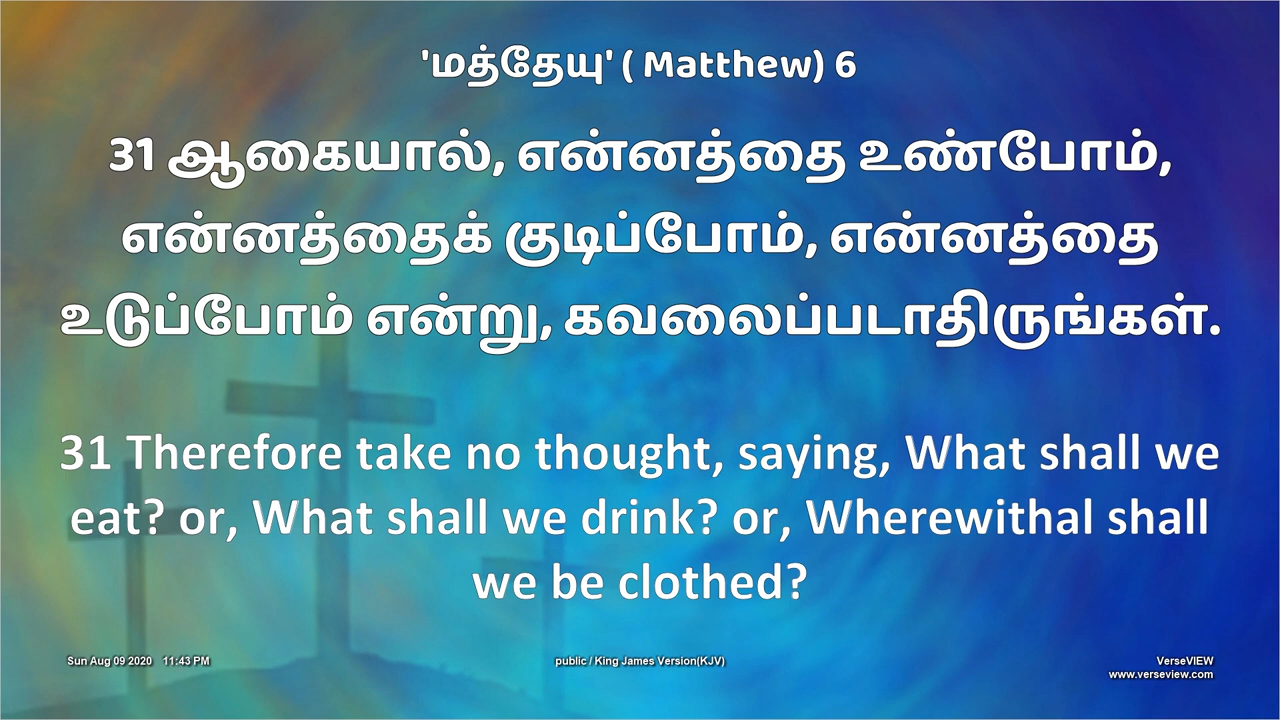 'மத்தேயு' ( Matthew) 6
31 ஆகையால், என்னத்தை உண்போம்,
என்னத்தைக் குடிப்போம், என்னத்தை
உடுப்போம் என்று, கவலைப்படாதிருங்கள்.
31 Therefore take no thought, saying, What shall we
eat? or, What shall we drink? or, Wherewithal shall
we be clothed?
Sun Aug 09 2020 11:43 PM
public / King James Version(KJV)
VerseVIEW
www.verseview.com